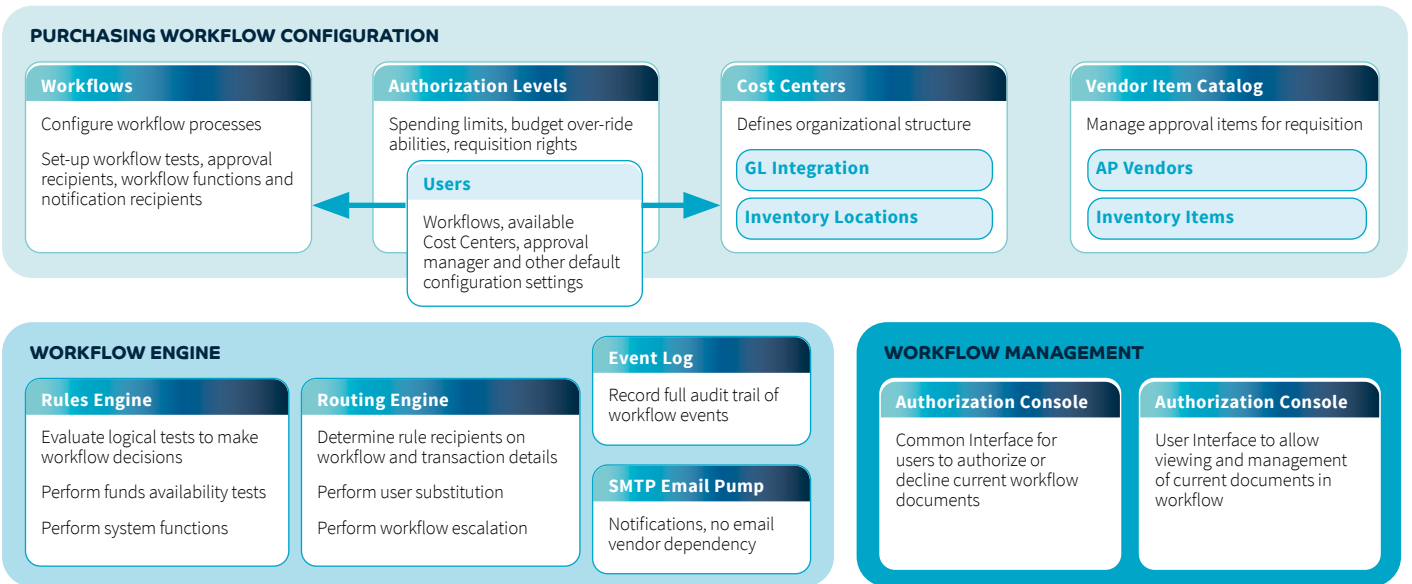 PURCHASING WORKFLOW CONFIGURATION
Workflows
Configure workflow processes
Set-up workflow tests, approval
recipients, workflow functions and
notification recipients
Authorization Levels
Spending limits, budget over-ride
abilities, requisition rights
Users
Workflows, available
Cost Centers, approval
manager and other default
configuration settings
Cost Centers
Defines organizational structure
GL Integration
Inventory Locations
Vendor Item Catalog
Manage approval items for requisition
AP Vendors
Inventory Items
WORKFLOW ENGINE
Rules Engine
Evaluate logical tests to make
workflow decisions
Perform funds availability tests
Perform system functions
Routing Engine
Determine rule recipients on
workflow and transaction details
Perform user substitution
Perform workflow escalation
Event Log
Record full audit trail of
workflow events
SMTP Email Pump
Notifications, no email
vendor dependency
WORKFLOW MANAGEMENT
Authorization Console
Common Interface for
users to authorize or
decline current workflow
documents
Authorization Console
User Interface to allow
viewing and management
of current documents in
workflow